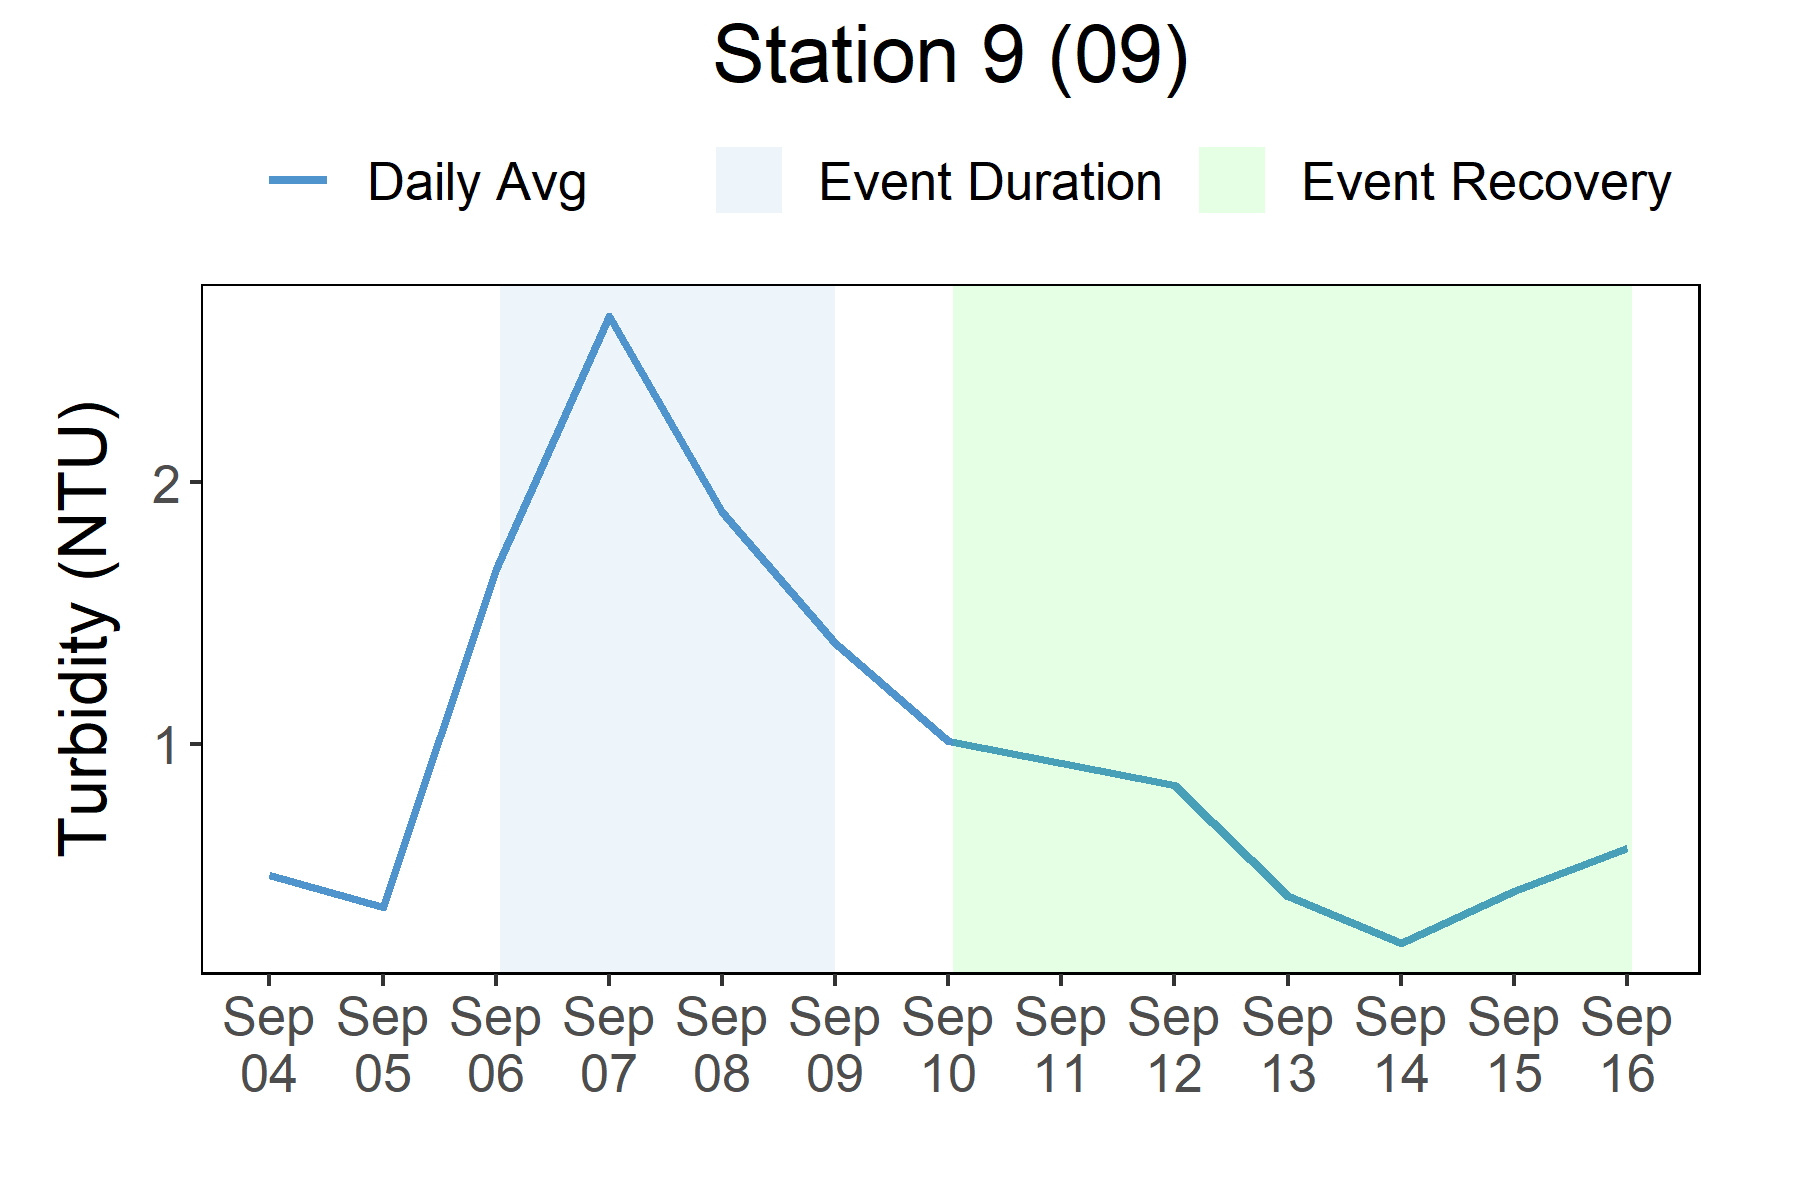 Station 9 (09)
Daily Avg Event Duration Event Recovery
Turbidity (NTU)
2
1
Sep Sep Sep Sep Sep Sep Sep Sep Sep Sep Sep Sep Sep
04 05 06 07 08 09 10 11 12 13 14 15 16